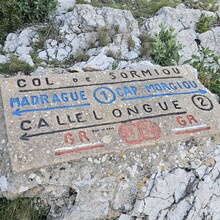 COL DE SORMIOU
MADRAGUE 1 CAP MORGIOU
CALLELONGUE 2
GR GR